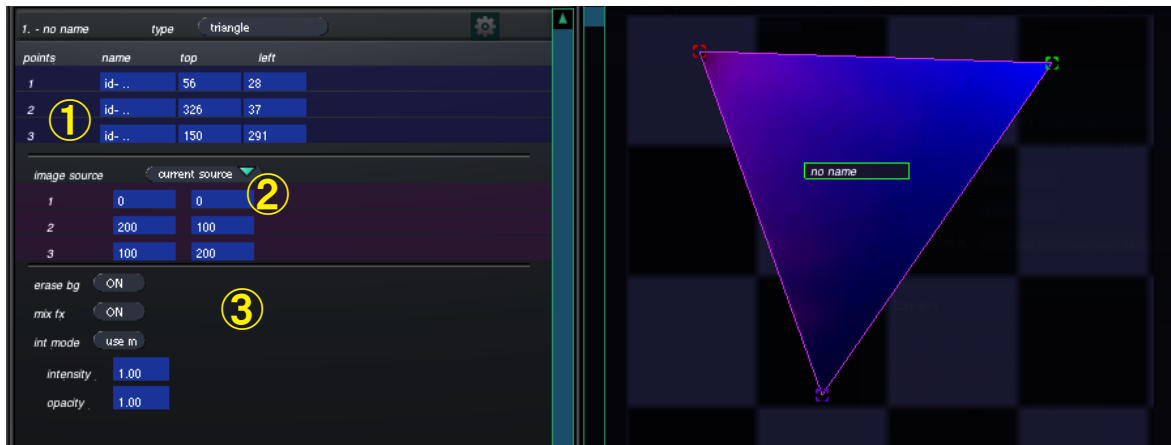 1. - no name type triangle
points name top left
1 id- .. 56 28
2 id- .. 326 37
3 id- .. 150 291
①
image source current source
②
1 0 0
2 200 100
3 100 200
erase bg ON
mix fx ON
③
int mode use m
intensity 1.00
opacity 1.00
no name